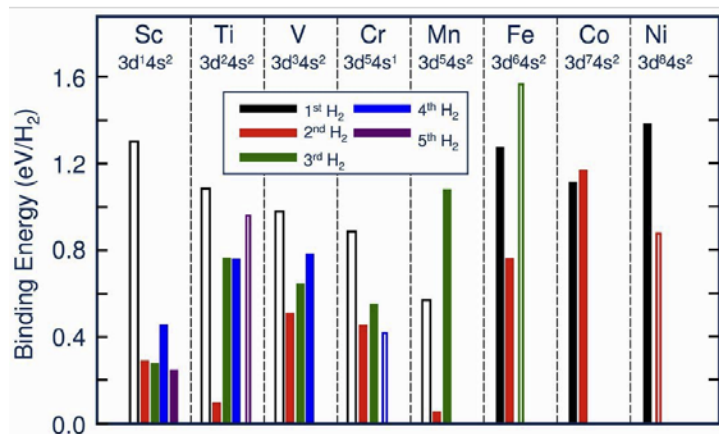 Sc Ti V Cr Mn Fe Co Ni
3d¹4s² 3d²4s² 3d³4s² 3d⁵4s¹ 3d⁵4s² 3d⁶4s² 3d⁷4s² 3d⁸4s²
1ˢᵗ H₂ 4ᵗʰ H₂
2ⁿᵈ H₂ 5ᵗʰ H₂
3ʳᵈ H₂
Binding Energy (eV/H₂)
1.6
1.2
0.8
0.4
0.0